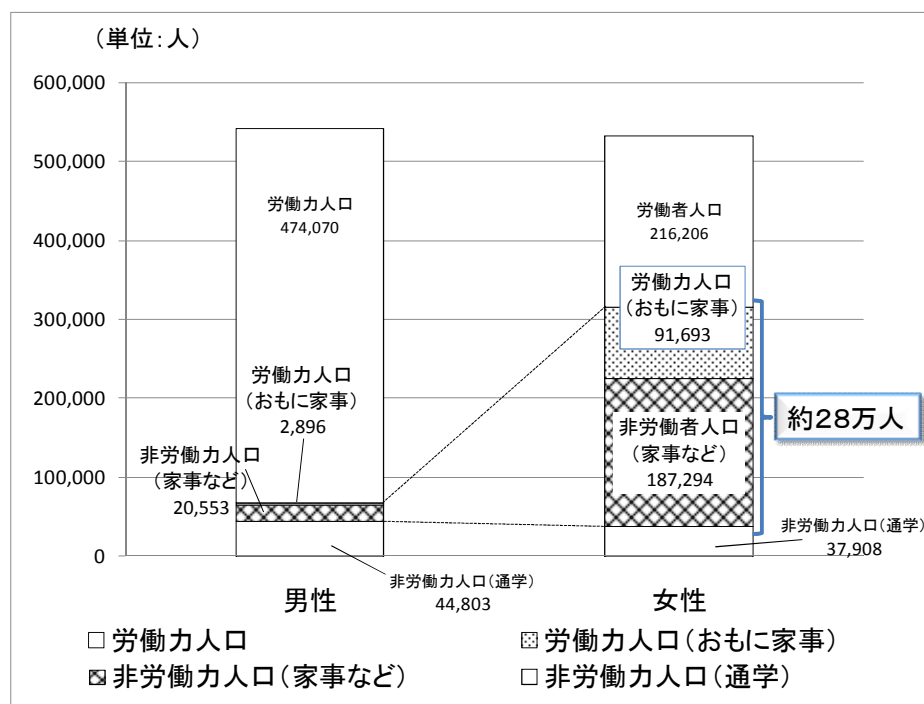 （単位：人）
600,000
500,000
400,000
300,000
200,000
100,000
0
労働力人口
474,070
労働力人口
（おもに家事）
2,896
非労働力人口
（家事など）
20,553
非労働力人口（通学）
44,803
労働者人口
216,206
労働力人口
（おもに家事）
91,693
非労働者人口
（家事など）
187,294
約２８万人
非労働力人口（通学）
37,908
男性
女性
労働力人口
労働力人口（おもに家事）
非労働力人口（家事など）
非労働力人口（通学）